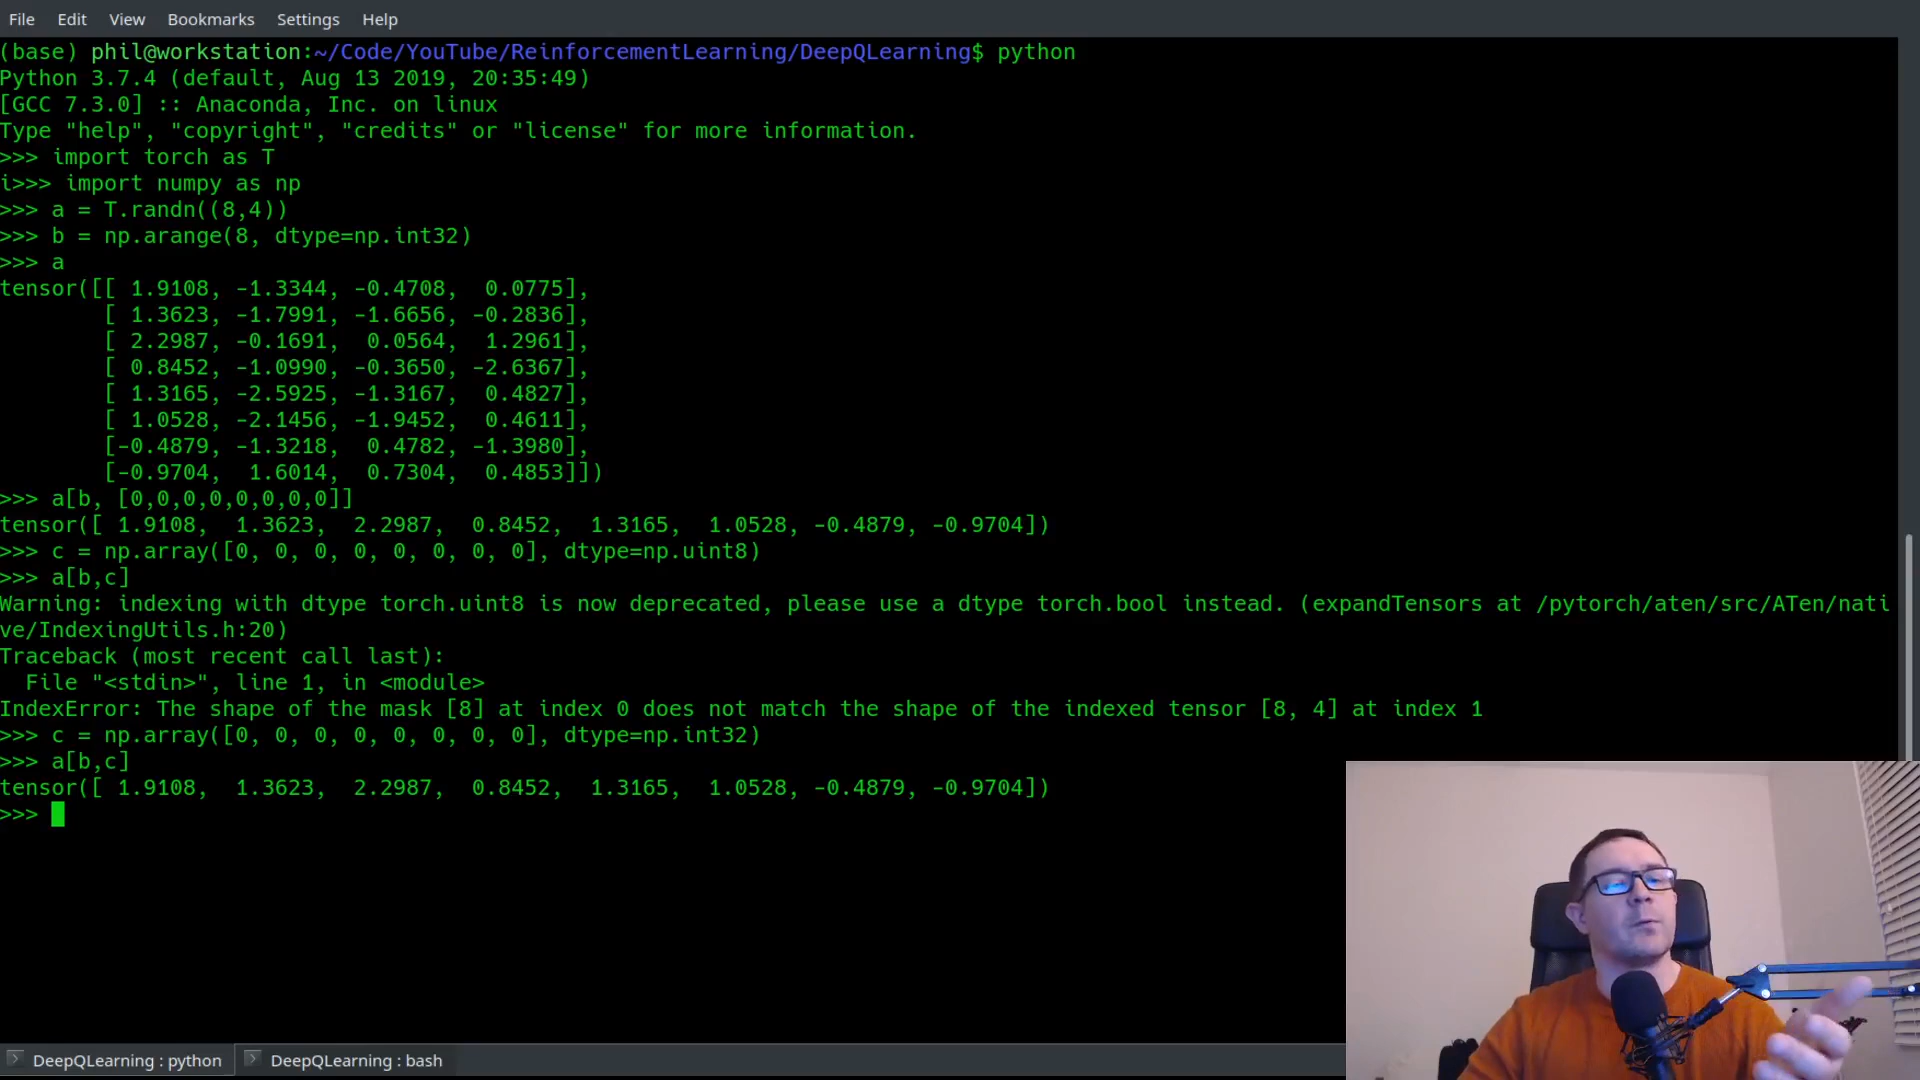 File Edit View Bookmarks Settings Help
(base) phil@workstation:~/Code/YouTube/ReinforcementLearning/DeepQLearning$ python
Python 3.7.4 (default, Aug 13 2019, 20:35:49)
[GCC 7.3.0] :: Anaconda, Inc. on linux
Type "help", "copyright", "credits" or "license" for more information.
>>> import torch as T
i>>> import numpy as np
>>> a = T.randn((8,4))
>>> b = np.arange(8, dtype=np.int32)
>>> a
tensor([[ 1.9108, -1.3344, -0.4708,  0.0775],
        [ 1.3623, -1.7991, -1.6656, -0.2836],
        [ 2.2987, -0.1691,  0.0564,  1.2961],
        [ 0.8452, -1.0990, -0.3650, -2.6367],
        [ 1.3165, -2.5925, -1.3167,  0.4827],
        [ 1.0528, -2.1456, -1.9452,  0.4611],
        [-0.4879, -1.3218,  0.4782, -1.3980],
        [-0.9704,  1.6014,  0.7304,  0.4853]])
>>> a[b, [0,0,0,0,0,0,0,0]]
tensor([ 1.9108,  1.3623,  2.2987,  0.8452,  1.3165,  1.0528, -0.4879, -0.9704])
>>> c = np.array([0, 0, 0, 0, 0, 0, 0, 0], dtype=np.uint8)
>>> a[b,c]
Warning: indexing with dtype torch.uint8 is now deprecated, please use a dtype torch.bool instead. (expandTensors at /pytorch/aten/src/ATen/nati
ve/IndexingUtils.h:20)
Traceback (most recent call last):
  File "<stdin>", line 1, in <module>
IndexError: The shape of the mask [8] at index 0 does not match the shape of the indexed tensor [8, 4] at index 1
>>> c = np.array([0, 0, 0, 0, 0, 0, 0, 0], dtype=np.int32)
>>> a[b,c]
tensor([ 1.9108,  1.3623,  2.2987,  0.8452,  1.3165,  1.0528, -0.4879, -0.9704])
>>>
DeepQLearning : python DeepQLearning : bash